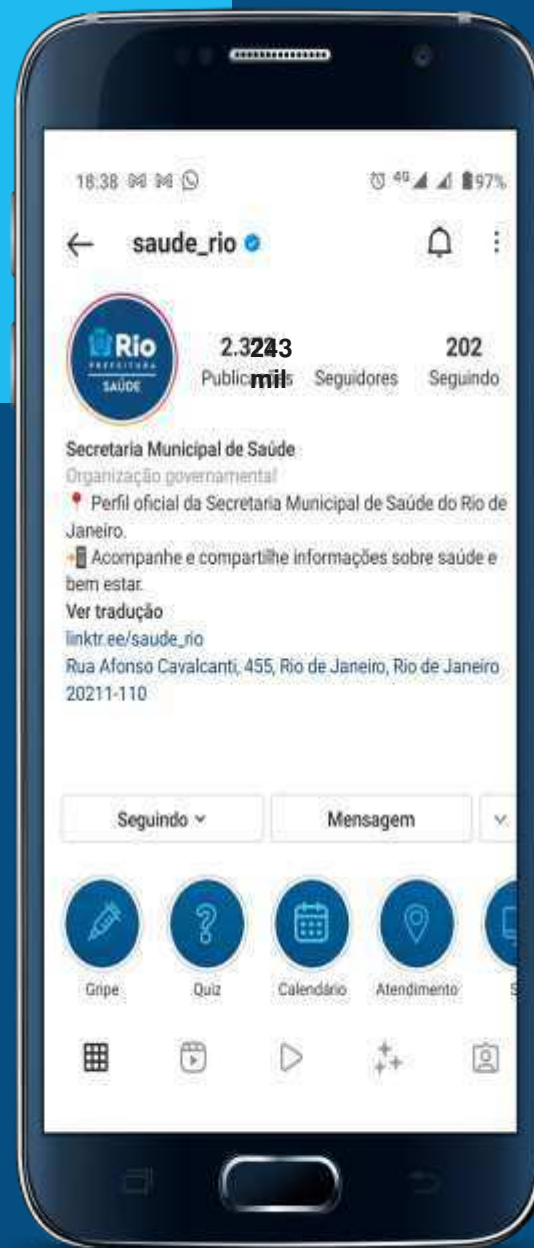 18:38
4G 97%
saude_rio
Rio
PREFEITURA
SAÚDE
243
mil
202
Seguidores
Seguindo
Secretaria Municipal de Saúde
Organização governamental
Perfil oficial da Secretaria Municipal de Saúde do Rio de
Janeiro.
Acompanhe e compartilhe informações sobre saúde e
bem estar.
Ver tradução
linktr.ee/saude_rio
Rua Afonso Cavalcanti, 455, Rio de Janeiro, Rio de Janeiro
20211-110
Seguindo
Mensagem
Gripe
Quiz
Calendário
Atendimento